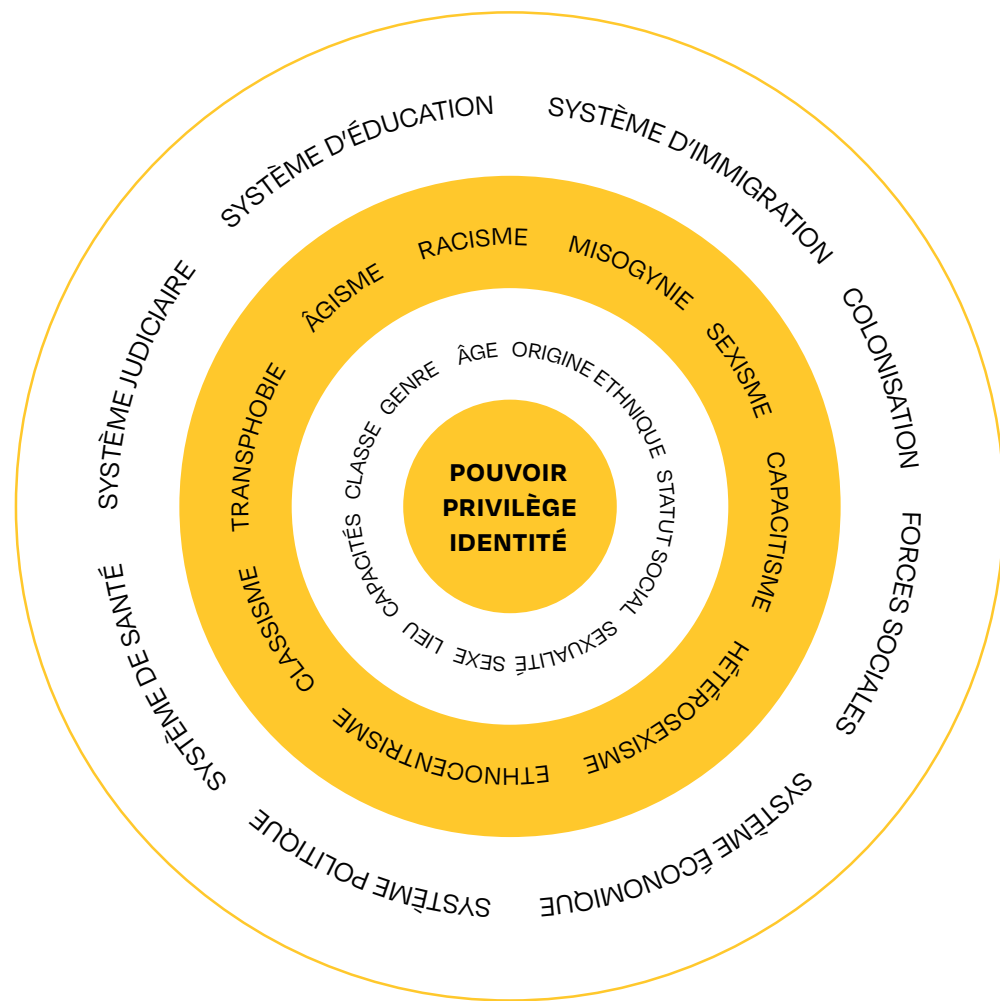 SYSTÈME D'ÉDUCATION
SYSTÈME D'IMMIGRATION
COLONISATION
FORCES SOCIALES
SYSTÈME ÉCONOMIQUE
SYSTÈME POLITIQUE
SYSTÈME DE SANTÉ
SYSTÈME JUDICIAIRE
RACISME
MISOGYNIE
SEXISME
CAPACITISME
HÉTÉROSEXISME
ETHNOCENTRISME
CLASSISME
TRANSPHOBIE
ÂGISME
ÂGE
ORIGINE ETHNIQUE
STATUT SOCIAL
SEXUALITÉ
SEXE
LIEU
CAPACITÉS
CLASSE
GENRE
POUVOIR
PRIVILÈGE
IDENTITÉ